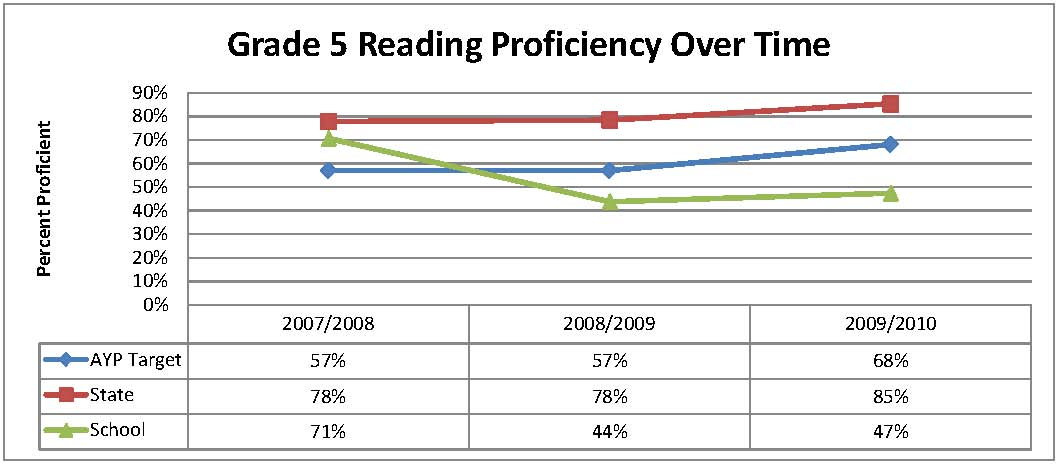 Grade 5 Reading Proficiency Over Time
Percent Proficient
90%
80%
70%
60%
50%
40%
30%
20%
10%
0%
2007/2008 2008/2009 2009/2010
AYP Target 57% 57% 68%
State 78% 78% 85%
School 71% 44% 47%